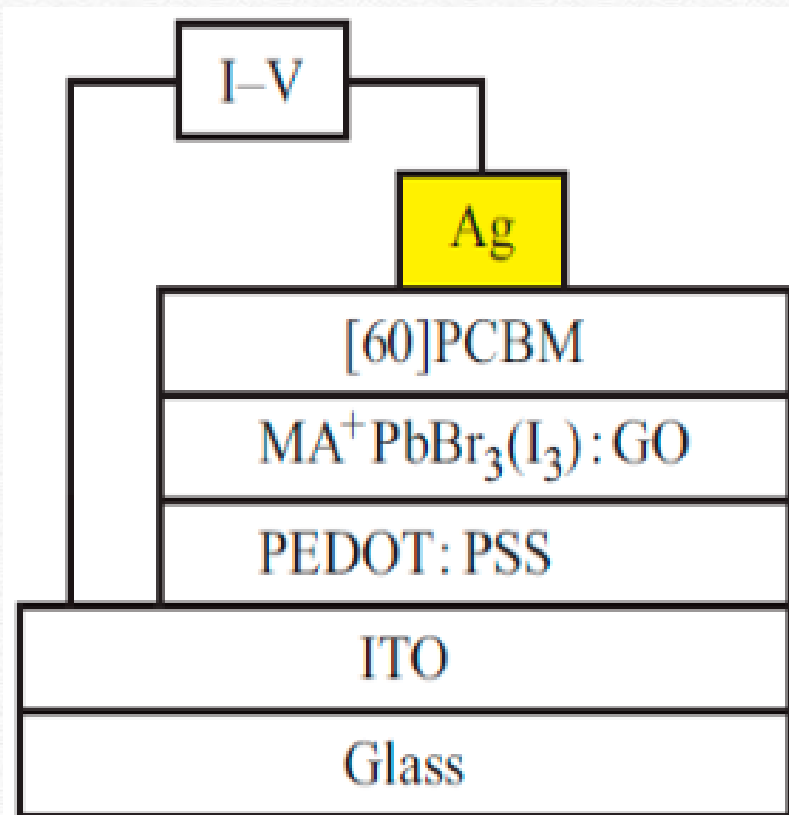 I–V
Ag
[60]PCBM
MA⁺PbBr₃(I₃):GO
PEDOT:PSS
ITO
Glass